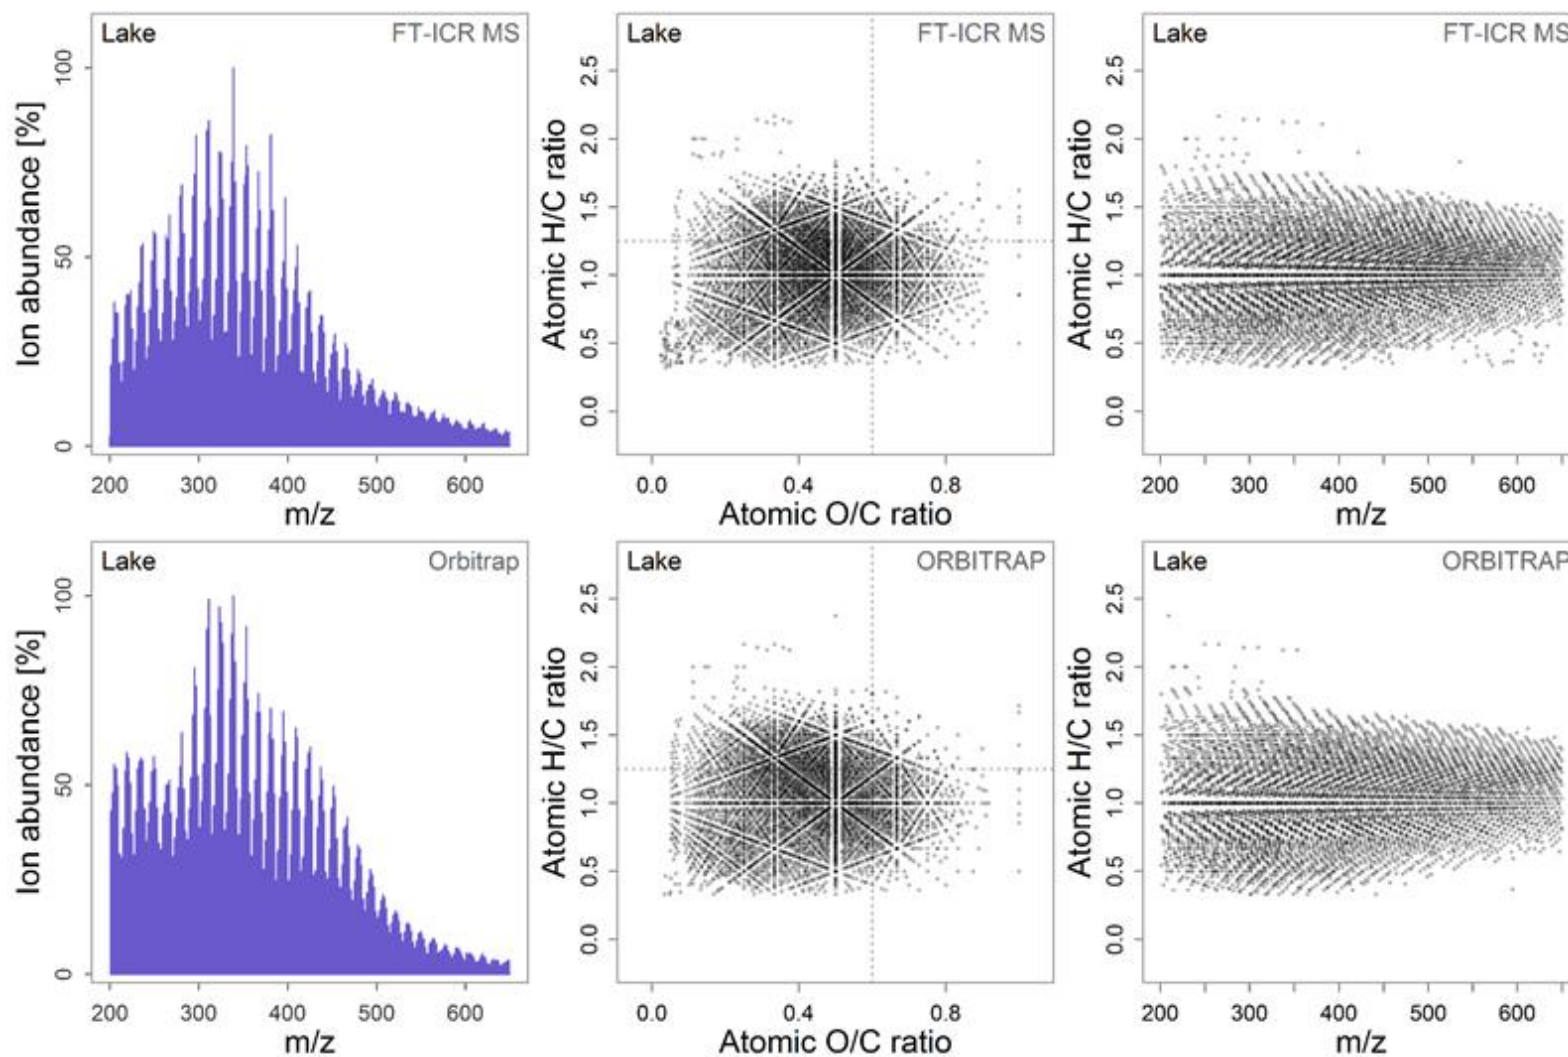 Lake FT-ICR MS
Ion abundance [%]
100
50
0
200 300 400 500 600
m/z
Lake FT-ICR MS
Atomic H/C ratio
2.5
2.0
1.5
1.0
0.5
0.0
0.0 0.4 0.8
Atomic O/C ratio
Lake FT-ICR MS
Atomic H/C ratio
2.5
2.0
1.5
1.0
0.5
0.0
200 300 400 500 600
m/z
Lake Orbitrap
Ion abundance [%]
100
50
0
200 300 400 500 600
m/z
Lake ORBITRAP
Atomic H/C ratio
2.5
2.0
1.5
1.0
0.5
0.0
0.0 0.4 0.8
Atomic O/C ratio
Lake ORBITRAP
Atomic H/C ratio
2.5
2.0
1.5
1.0
0.5
0.0
200 300 400 500 600
m/z